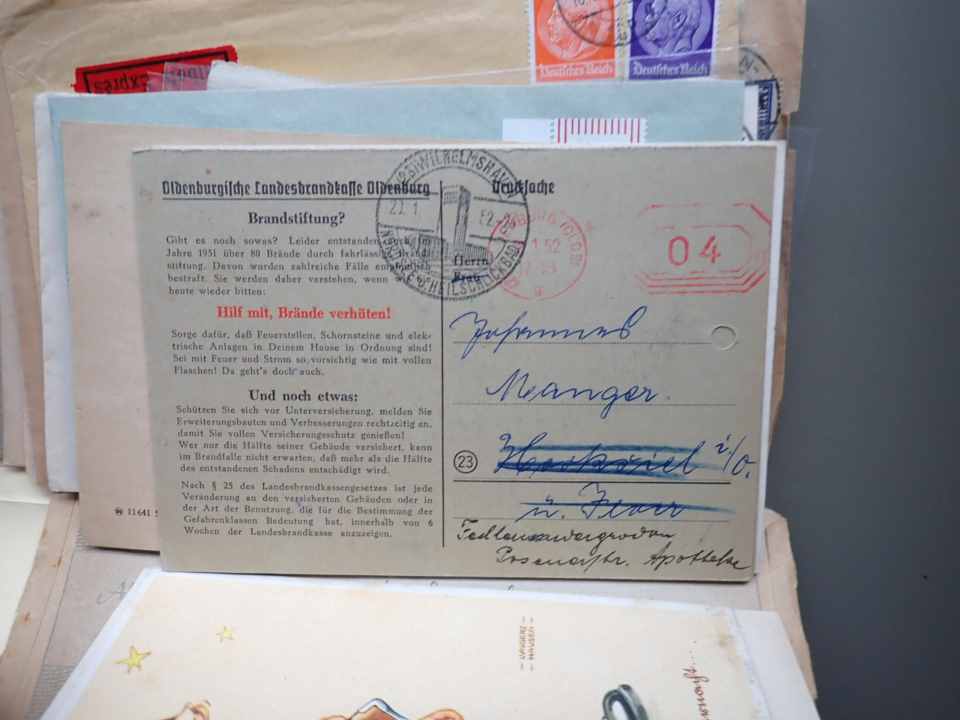 Deutsches Reich
Deutsches Reich
Oldenburgische Landesbrandkasse Oldenburg
Drucksache
Brandstiftung?
Gibt es noch sowas? Leider entstanden
Jahre 1951 über 80 Brände durch fahrlässi
stiftung. Davon wurden zahlreiche Fälle
bestraft. Sie werden daher verstehen, wenn
heute wieder bitten:
Hilf mit, Brände verhüten!
Sorge dafür, daß Feuerstellen, Schornsteine und elek-
trische Anlagen in Deinem Hause in Ordnung sind!
Sei mit Feuer und Strom so vorsichtig wie mit vollen
Flaschen! Da geht's doch auch.
Und noch etwas:
Schützen Sie sich vor Unterversicherung, melden Sie
Erweiterungsbauten und Verbesserungen rechtzeitig an,
damit Sie vollen Versicherungsschutz genießen!
Wer nur die Hälfte seiner Gebäude versichert, kann
im Brandfalle nicht erwarten, daß mehr als die Hälfte
des entstandenen Schadens entschädigt wird.
Nach § 25 des Landesbrandkassengesetzes ist jede
Veränderung an den versicherten Gebäuden oder in
der Art der Benutzung, die für die Bestimmung der
Gefahrenklassen Bedeutung hat, innerhalb von 6
Wochen der Landesbrandkasse anzuzeigen.
WILHELMSHAV
1 52
04
Herrn
Frau
Johannes
Manger.
23
i/O.
Apotheke
11641